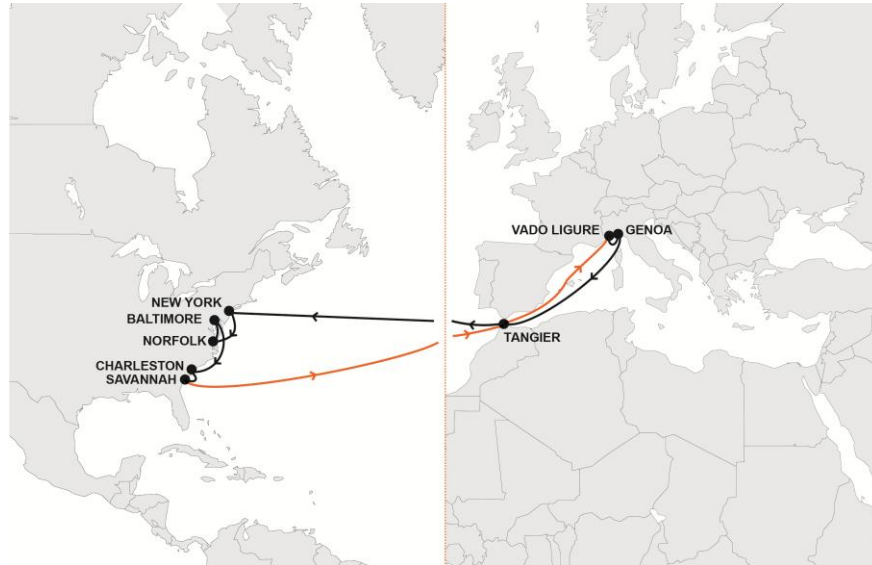 VADO LIGURE
GENOA
NEW YORK
BALTIMORE
NORFOLK
TANGIER
CHARLESTON
SAVANNAH